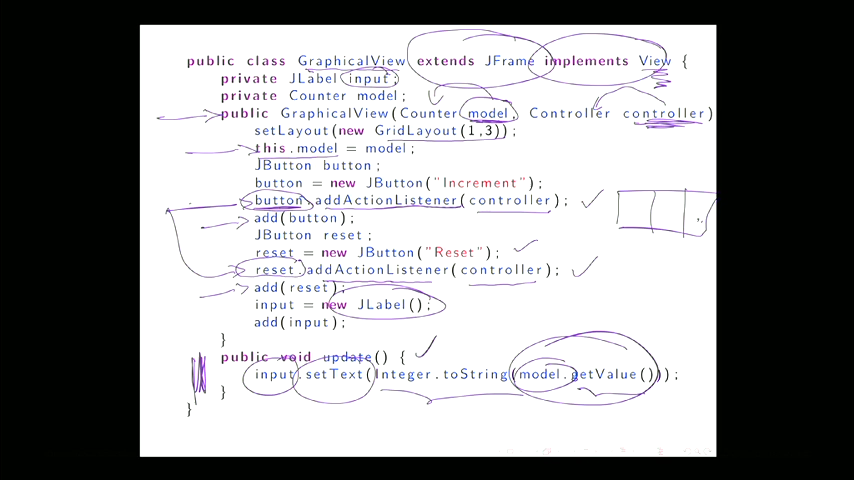 public class GraphicalView extends JFrame implements View {
private JLabel input;
private Counter model;
public GraphicalView(Counter model, Controller controller)
setLayout(new GridLayout(1,3));
this.model = model;
JButton button;
button = new JButton("Increment");
button.addActionListener(controller);
add(button);
JButton reset;
reset = new JButton("Reset");
reset.addActionListener(controller);
add(reset);
input = new JLabel();
add(input);
}
public void update() {
input.setText(Integer.toString(model.getValue()));
}
}